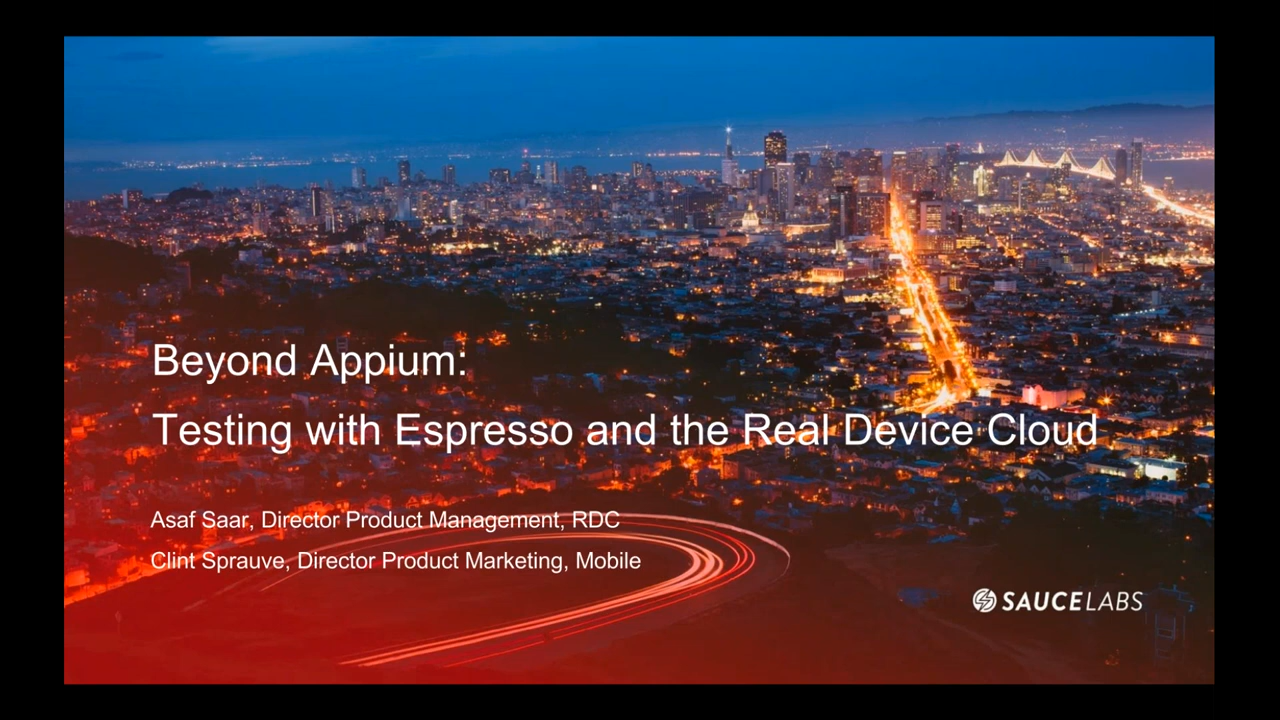 Beyond Appium:
Testing with Espresso and the Real Device Cloud
Asaf Saar, Director Product Management, RDC
Clint Sprauve, Director Product Marketing, Mobile
SAUCELABS